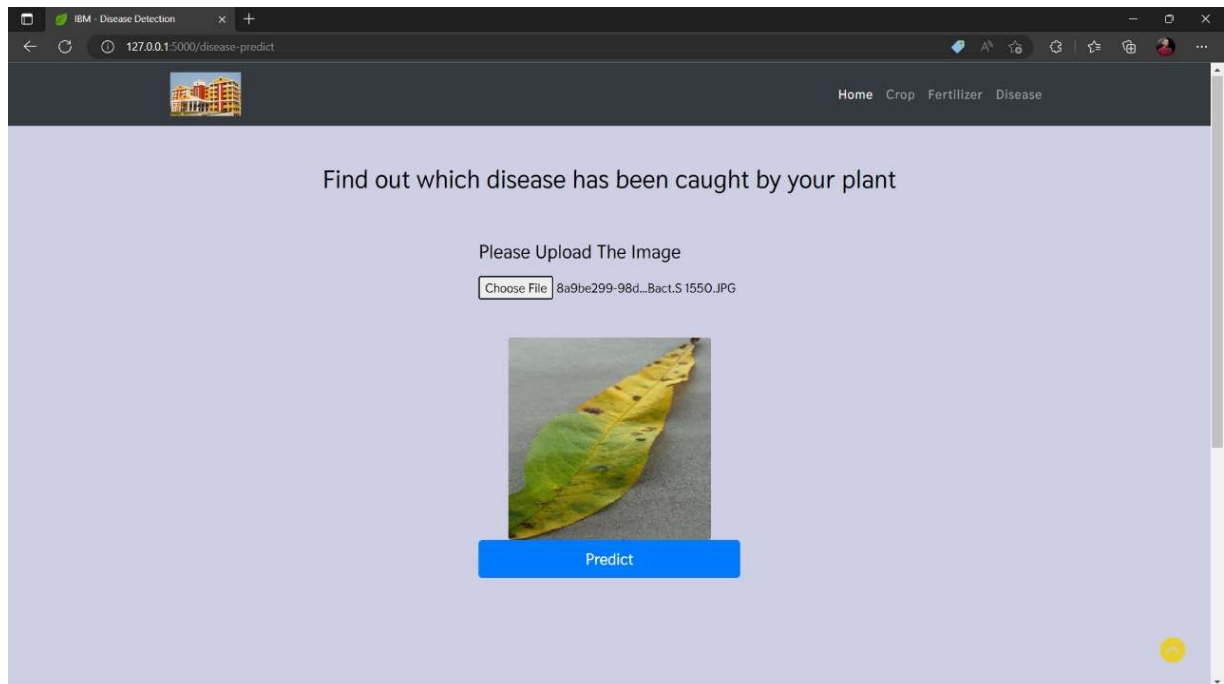 IBM - Disease Detection
127.0.0.1:5000/disease-predict
Home Crop Fertilizer Disease
Find out which disease has been caught by your plant
Please Upload The Image
Choose File 8a9be299-98d...Bact.S 1550.JPG
Predict